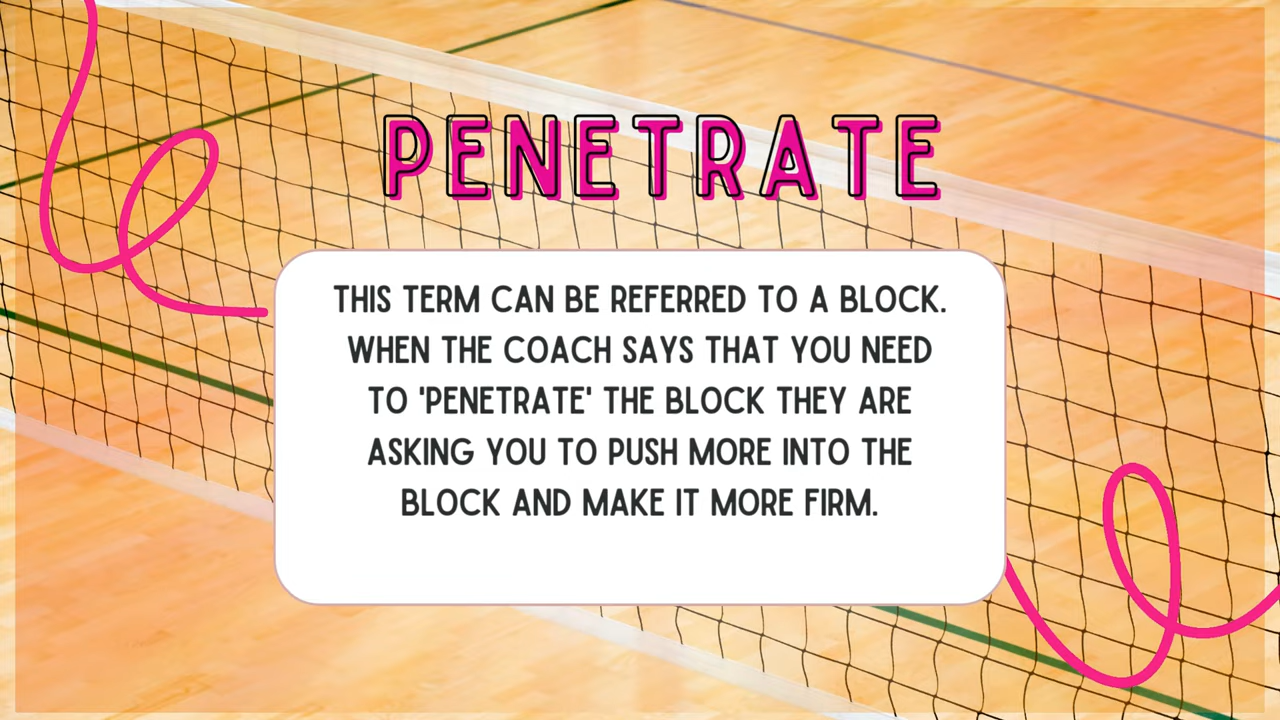 PENETRATE
THIS TERM CAN BE REFERRED TO A BLOCK.
WHEN THE COACH SAYS THAT YOU NEED
TO 'PENETRATE' THE BLOCK THEY ARE
ASKING YOU TO PUSH MORE INTO THE
BLOCK AND MAKE IT MORE FIRM.